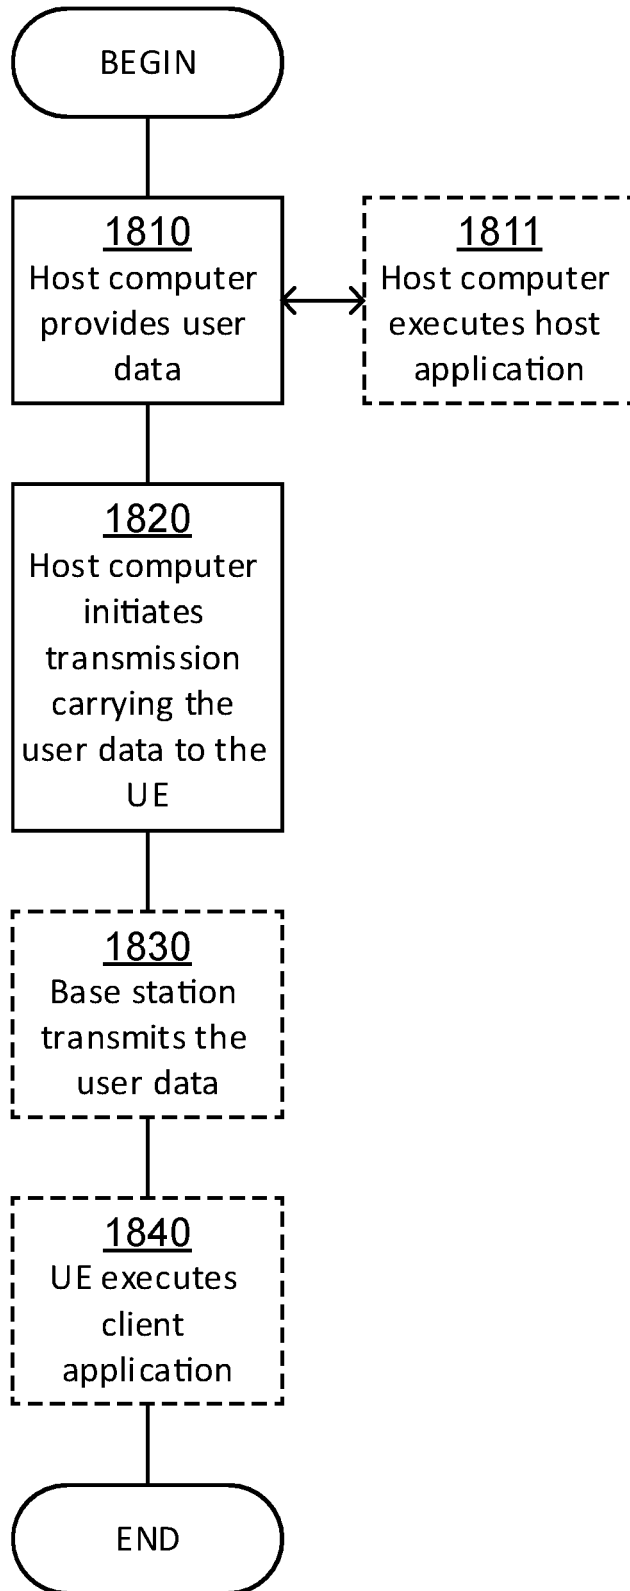 BEGIN
1810
Host computer
provides user
data
1811
Host computer
executes host
application
1820
Host computer
initiates
transmission
carrying the
user data to the
UE
1830
Base station
transmits the
user data
1840
UE executes
client
application
END